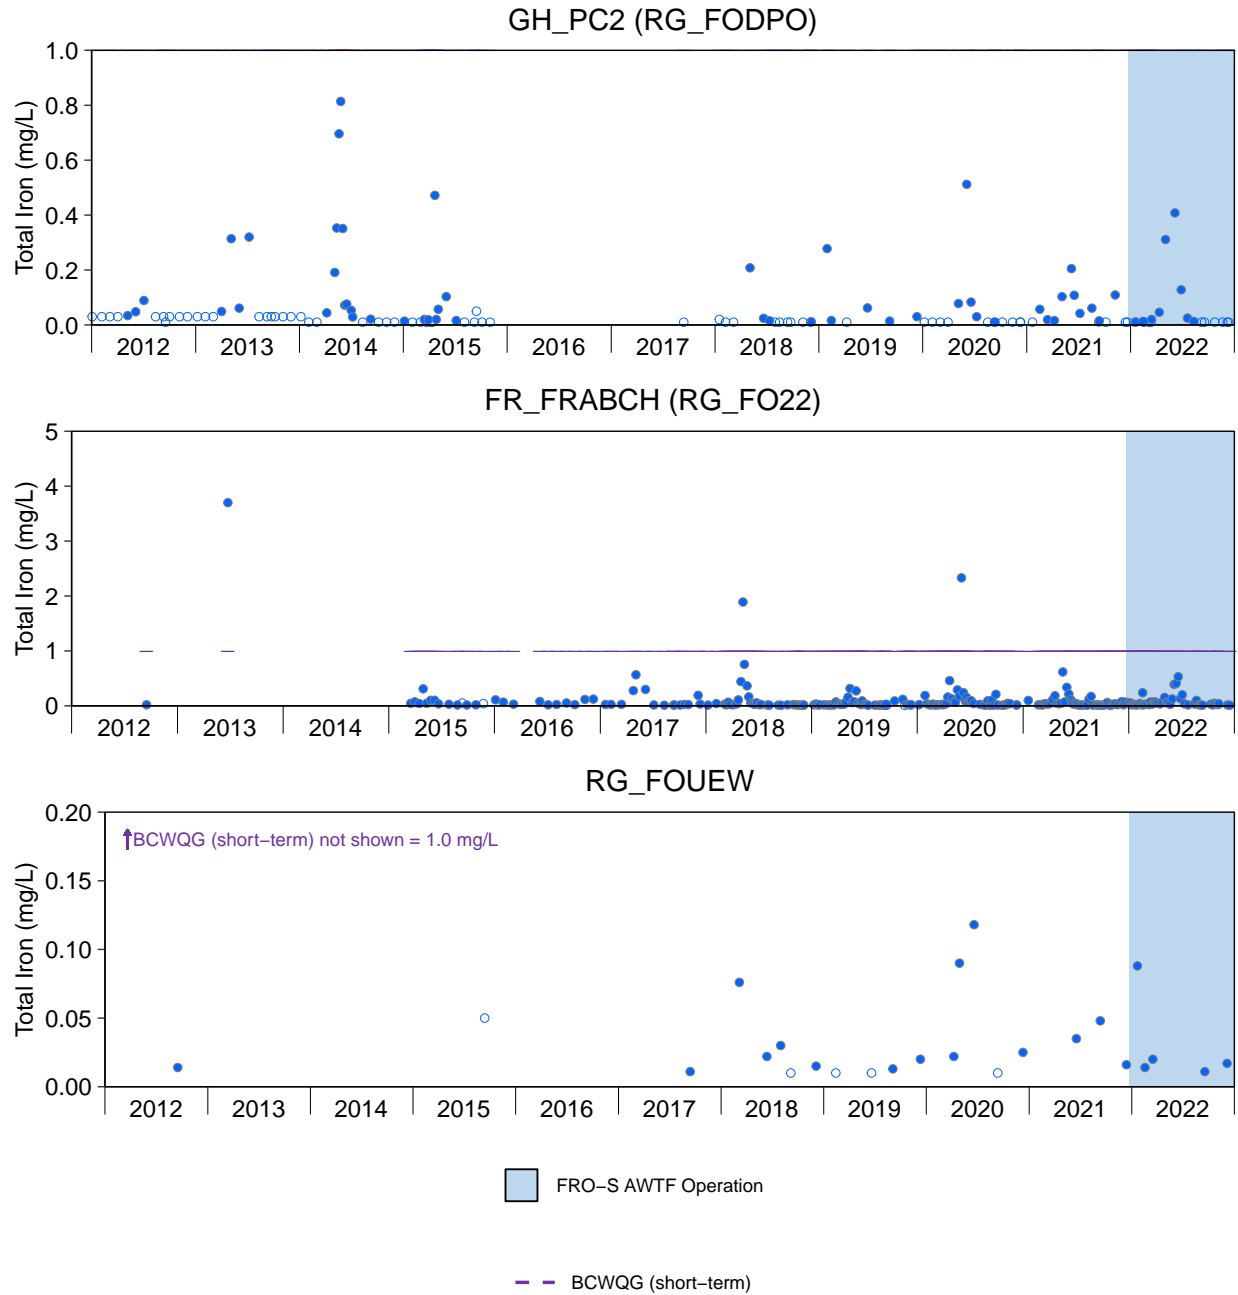 GH_PC2 (RG_FODPO)
Total Iron (mg/L)
1.0
0.8
0.6
0.4
0.2
0.0
2012 2013 2014 2015 2016 2017 2018 2019 2020 2021 2022
FR_FRABCH (RG_FO22)
Total Iron (mg/L)
5
4
3
2
1
0
2012 2013 2014 2015 2016 2017 2018 2019 2020 2021 2022
RG_FOUEW
Total Iron (mg/L)
0.20
BCWQG (short−term) not shown = 1.0 mg/L
0.15
0.10
0.05
0.00
2012 2013 2014 2015 2016 2017 2018 2019 2020 2021 2022
FRO−S AWTF Operation
BCWQG (short−term)